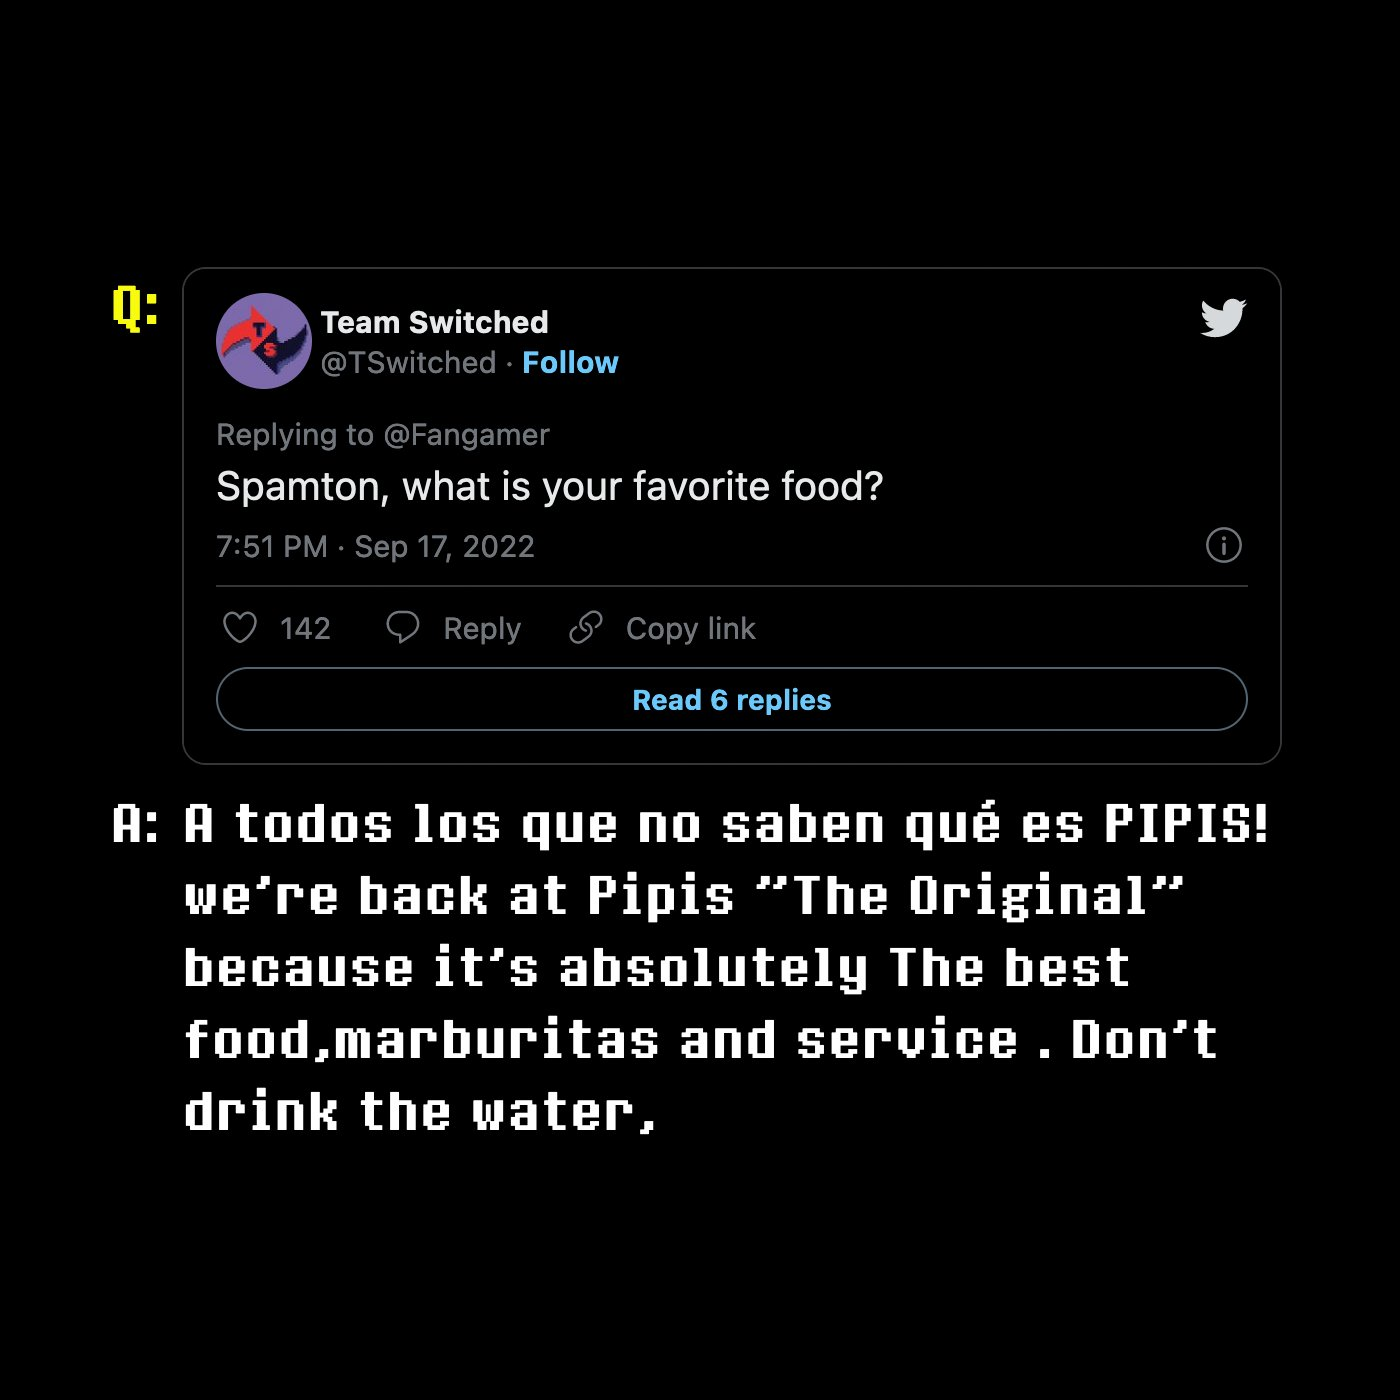 Q:
Team Switched
@TSwitched · Follow
Replying to @Fangamer
Spamton, what is your favorite food?
7:51 PM · Sep 17, 2022
142 Reply Copy link
Read 6 replies
A: A todos los que no saben qué es PIPIS!
we're back at Pipis "The Original"
because it's absolutely The best
food,marburitas and service . Don't
drink the water,